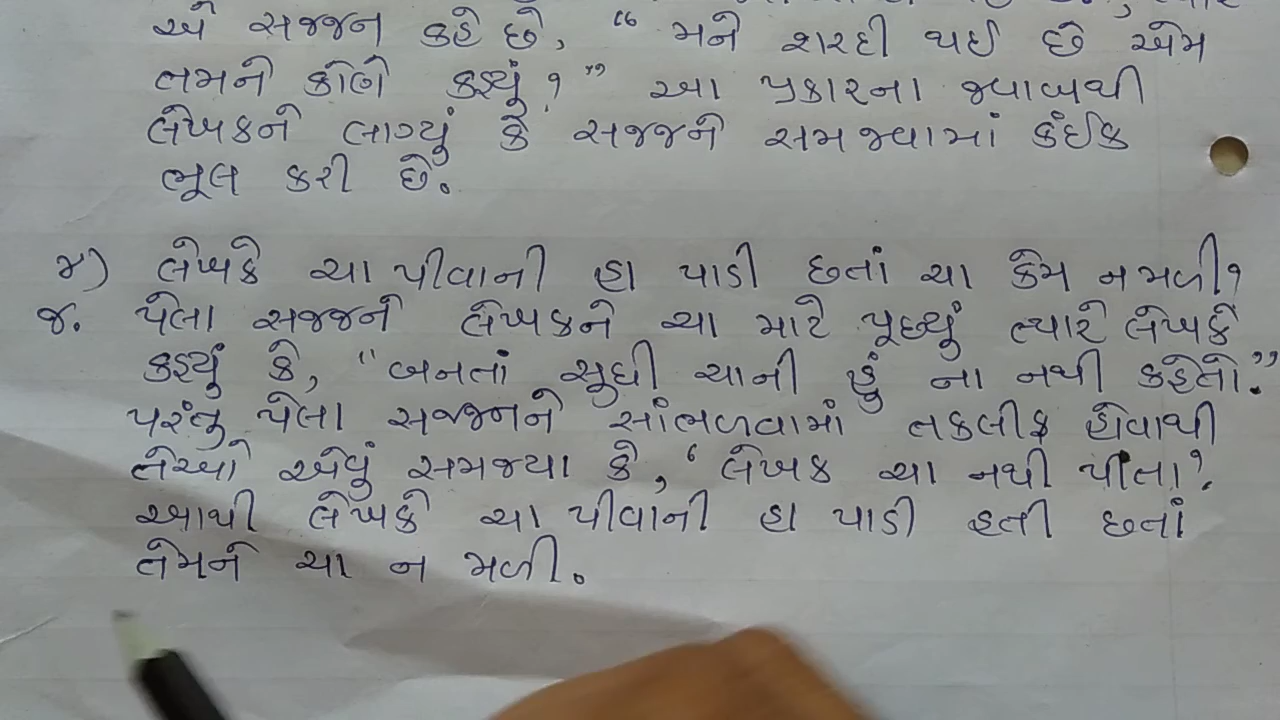 એ સજ્જન કહે છે, “ મને શરદી થઈ છે એમ
તમને કોણે કહ્યું ? ” આ પ્રકારના જવાબથી
લેખકને લાગ્યું કે સજ્જને સમજવામાં કંઈક
ભૂલ કરી છે.
૪) લેખકે ચા પીવાની હા પાડી છતાં ચા કેમ ન મળી ?
જ. પેલા સજ્જને લેખકને ચા માટે પૂછ્યું ત્યારે લેખકે
કહ્યું કે, “ બનતાં સુધી ચાની હું ના નથી કહેતો.”
પરંતુ પેલા સજ્જનને સાંભળવામાં તકલીફ હોવાથી
તેઓ એવું સમજ્યા કે, ‘ લેખક ચા નથી પીતા.’
આથી લેખકે ચા પીવાની હા પાડી હતી છતાં
તેમને ચા ન મળી.